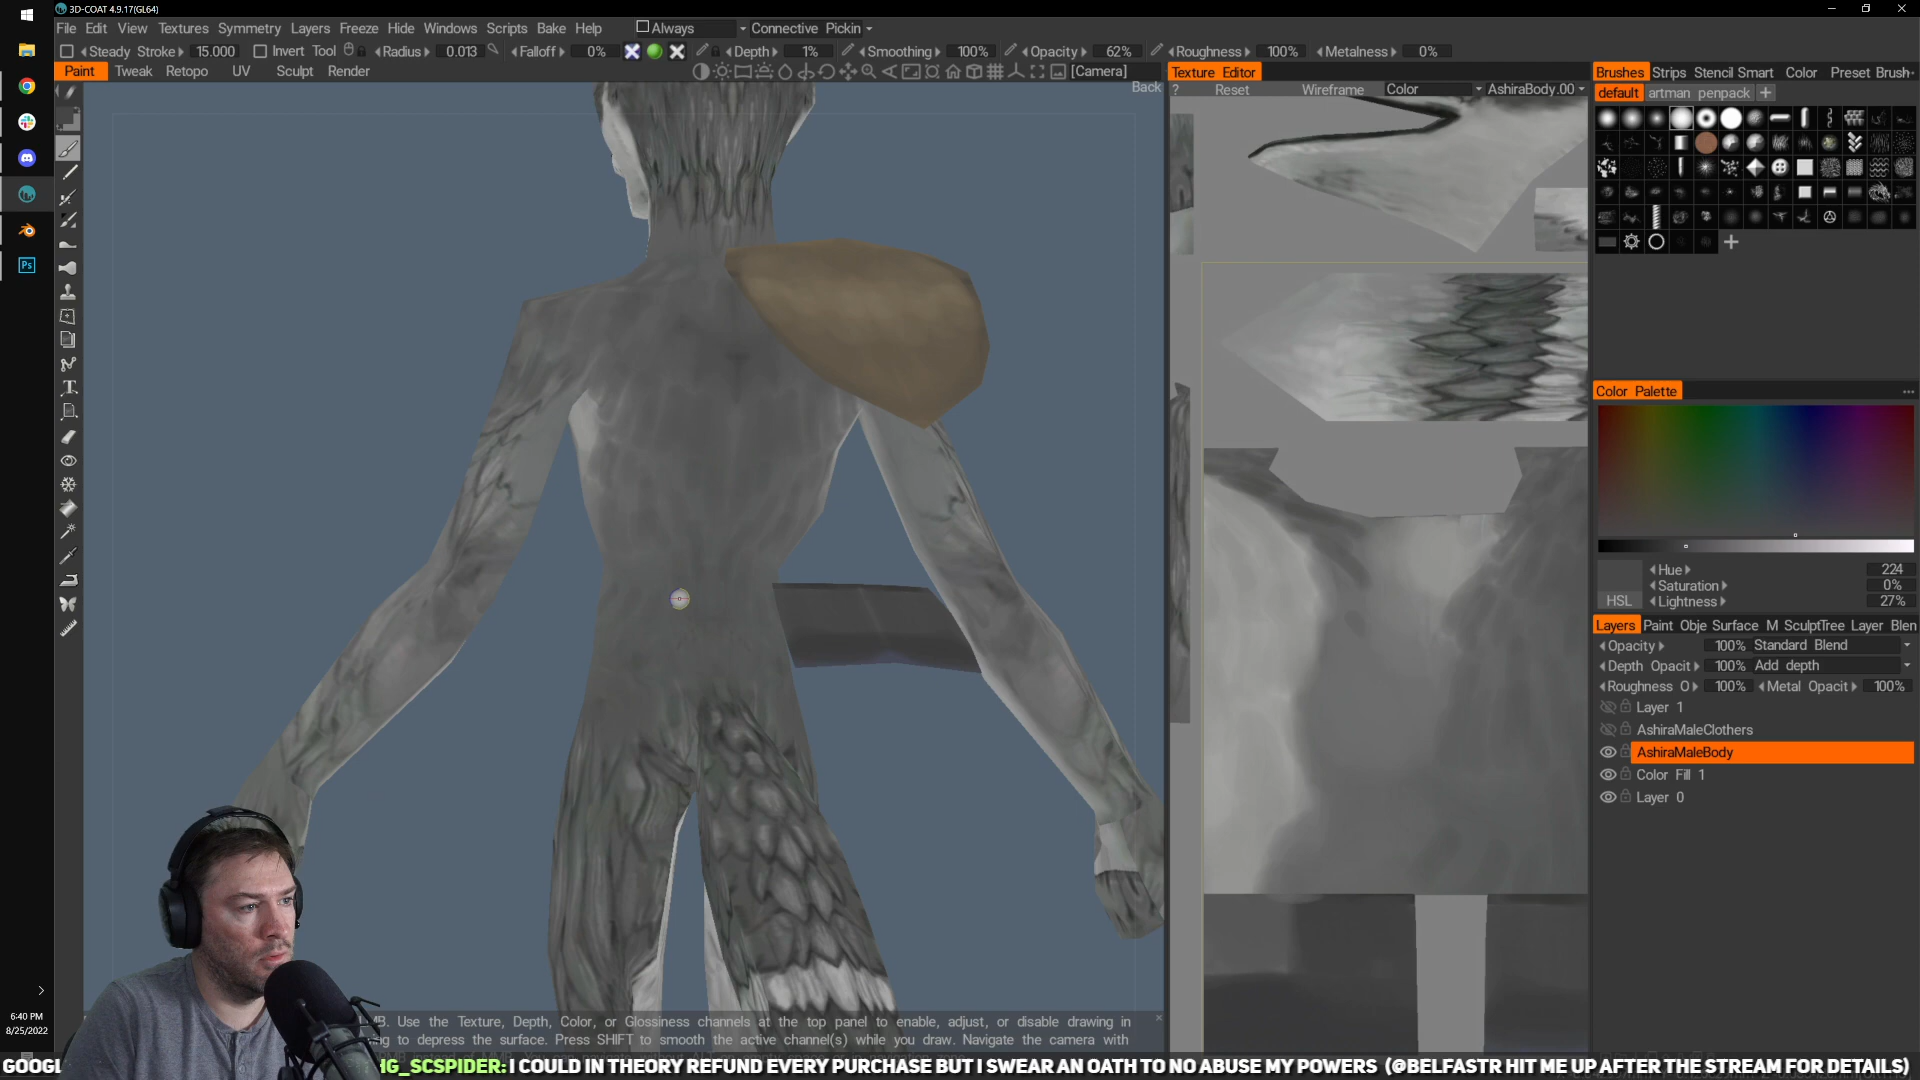 3D-COAT 4.9.17(GL64)
File Edit View Textures Symmetry Layers Freeze Hide Windows Scripts Bake Help Always Connective Pickin
Steady Stroke 15.000 Invert Tool Radius 0.013 Falloff 0% Depth 1% Smoothing 100% Opacity 62% Roughness 100% Metalness 0%
Paint Tweak Retopo UV Sculpt Render [Camera]
Back
Texture Editor
? Reset Wireframe Color AshiraBody.00
Brushes Strips Stencil Smart Color Preset Brush
default artman penpack
Color Palette
Hue 224
Saturation 0%
HSL Lightness 27%
Layers Paint Obje Surface M SculptTree Layer Blen
Opacity 100% Standard Blend
Depth Opacit 100% Add depth
Roughness O 100% Metal Opacit 100%
Layer 1
AshiraMaleClothers
AshiraMaleBody
Color Fill 1
Layer 0
Ps
6:40 PM
8/25/2022
MB. Use the Texture, Depth, Color, or Glossiness channels at the top panel to enable, adjust, or disable drawing in
ng to depress the surface. Press SHIFT to smooth the active channel(s) while you draw. Navigate the camera with
GOOGL HG_SCSPIDER: I COULD IN THEORY REFUND EVERY PURCHASE BUT I SWEAR AN OATH TO NO ABUSE MY POWERS (@BELFASTR HIT ME UP AFTER THE STREAM FOR DETAILS)